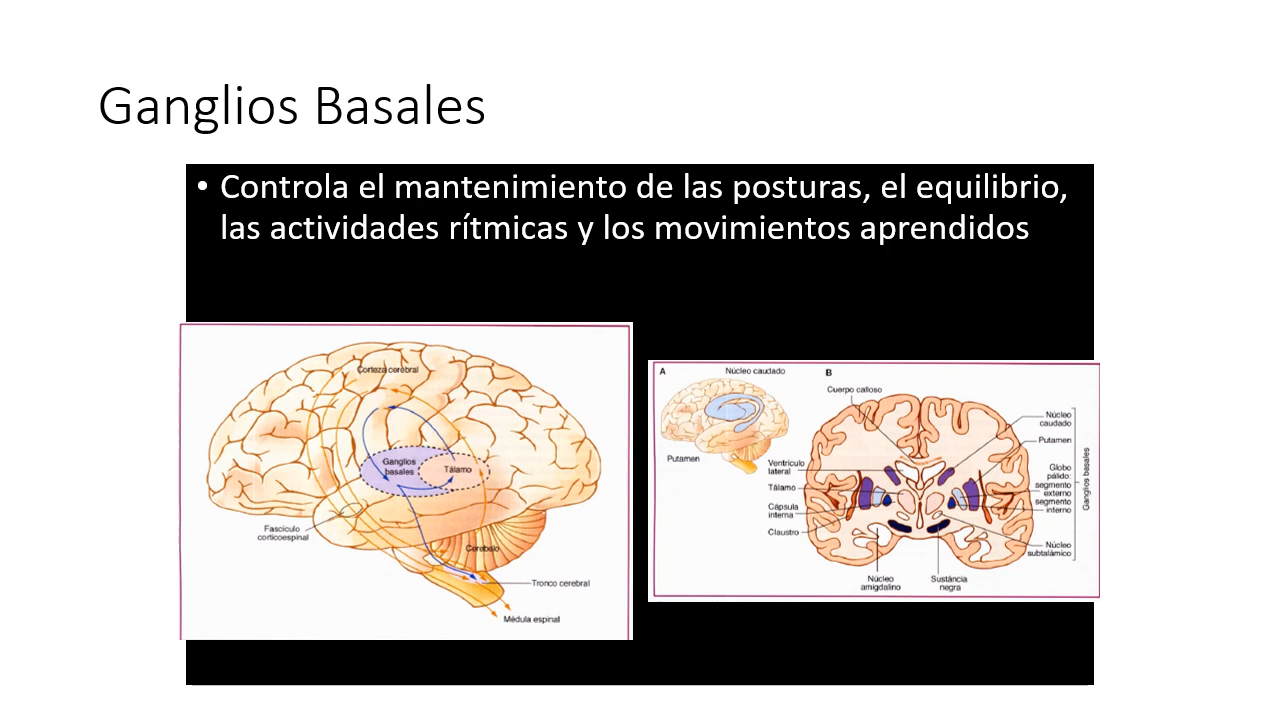 Ganglios Basales
• Controla el mantenimiento de las posturas, el equilibrio,
las actividades rítmicas y los movimientos aprendidos
Corteza cerebral
Ganglios
basales
Tálamo
Fascículo
corticoespinal
Cerebelo
Tronco cerebral
Médula espinal
A
Núcleo caudado
Putamen
B
Cuerpo calloso
Ventrículo
lateral
Tálamo
Cápsula
interna
Claustro
Núcleo
amigdalino
Sustancia
negra
Núcleo
caudado
Putamen
Globo
pálido:
segmento
externo
segmento
interno
Núcleo
subtalámico
Ganglios basales